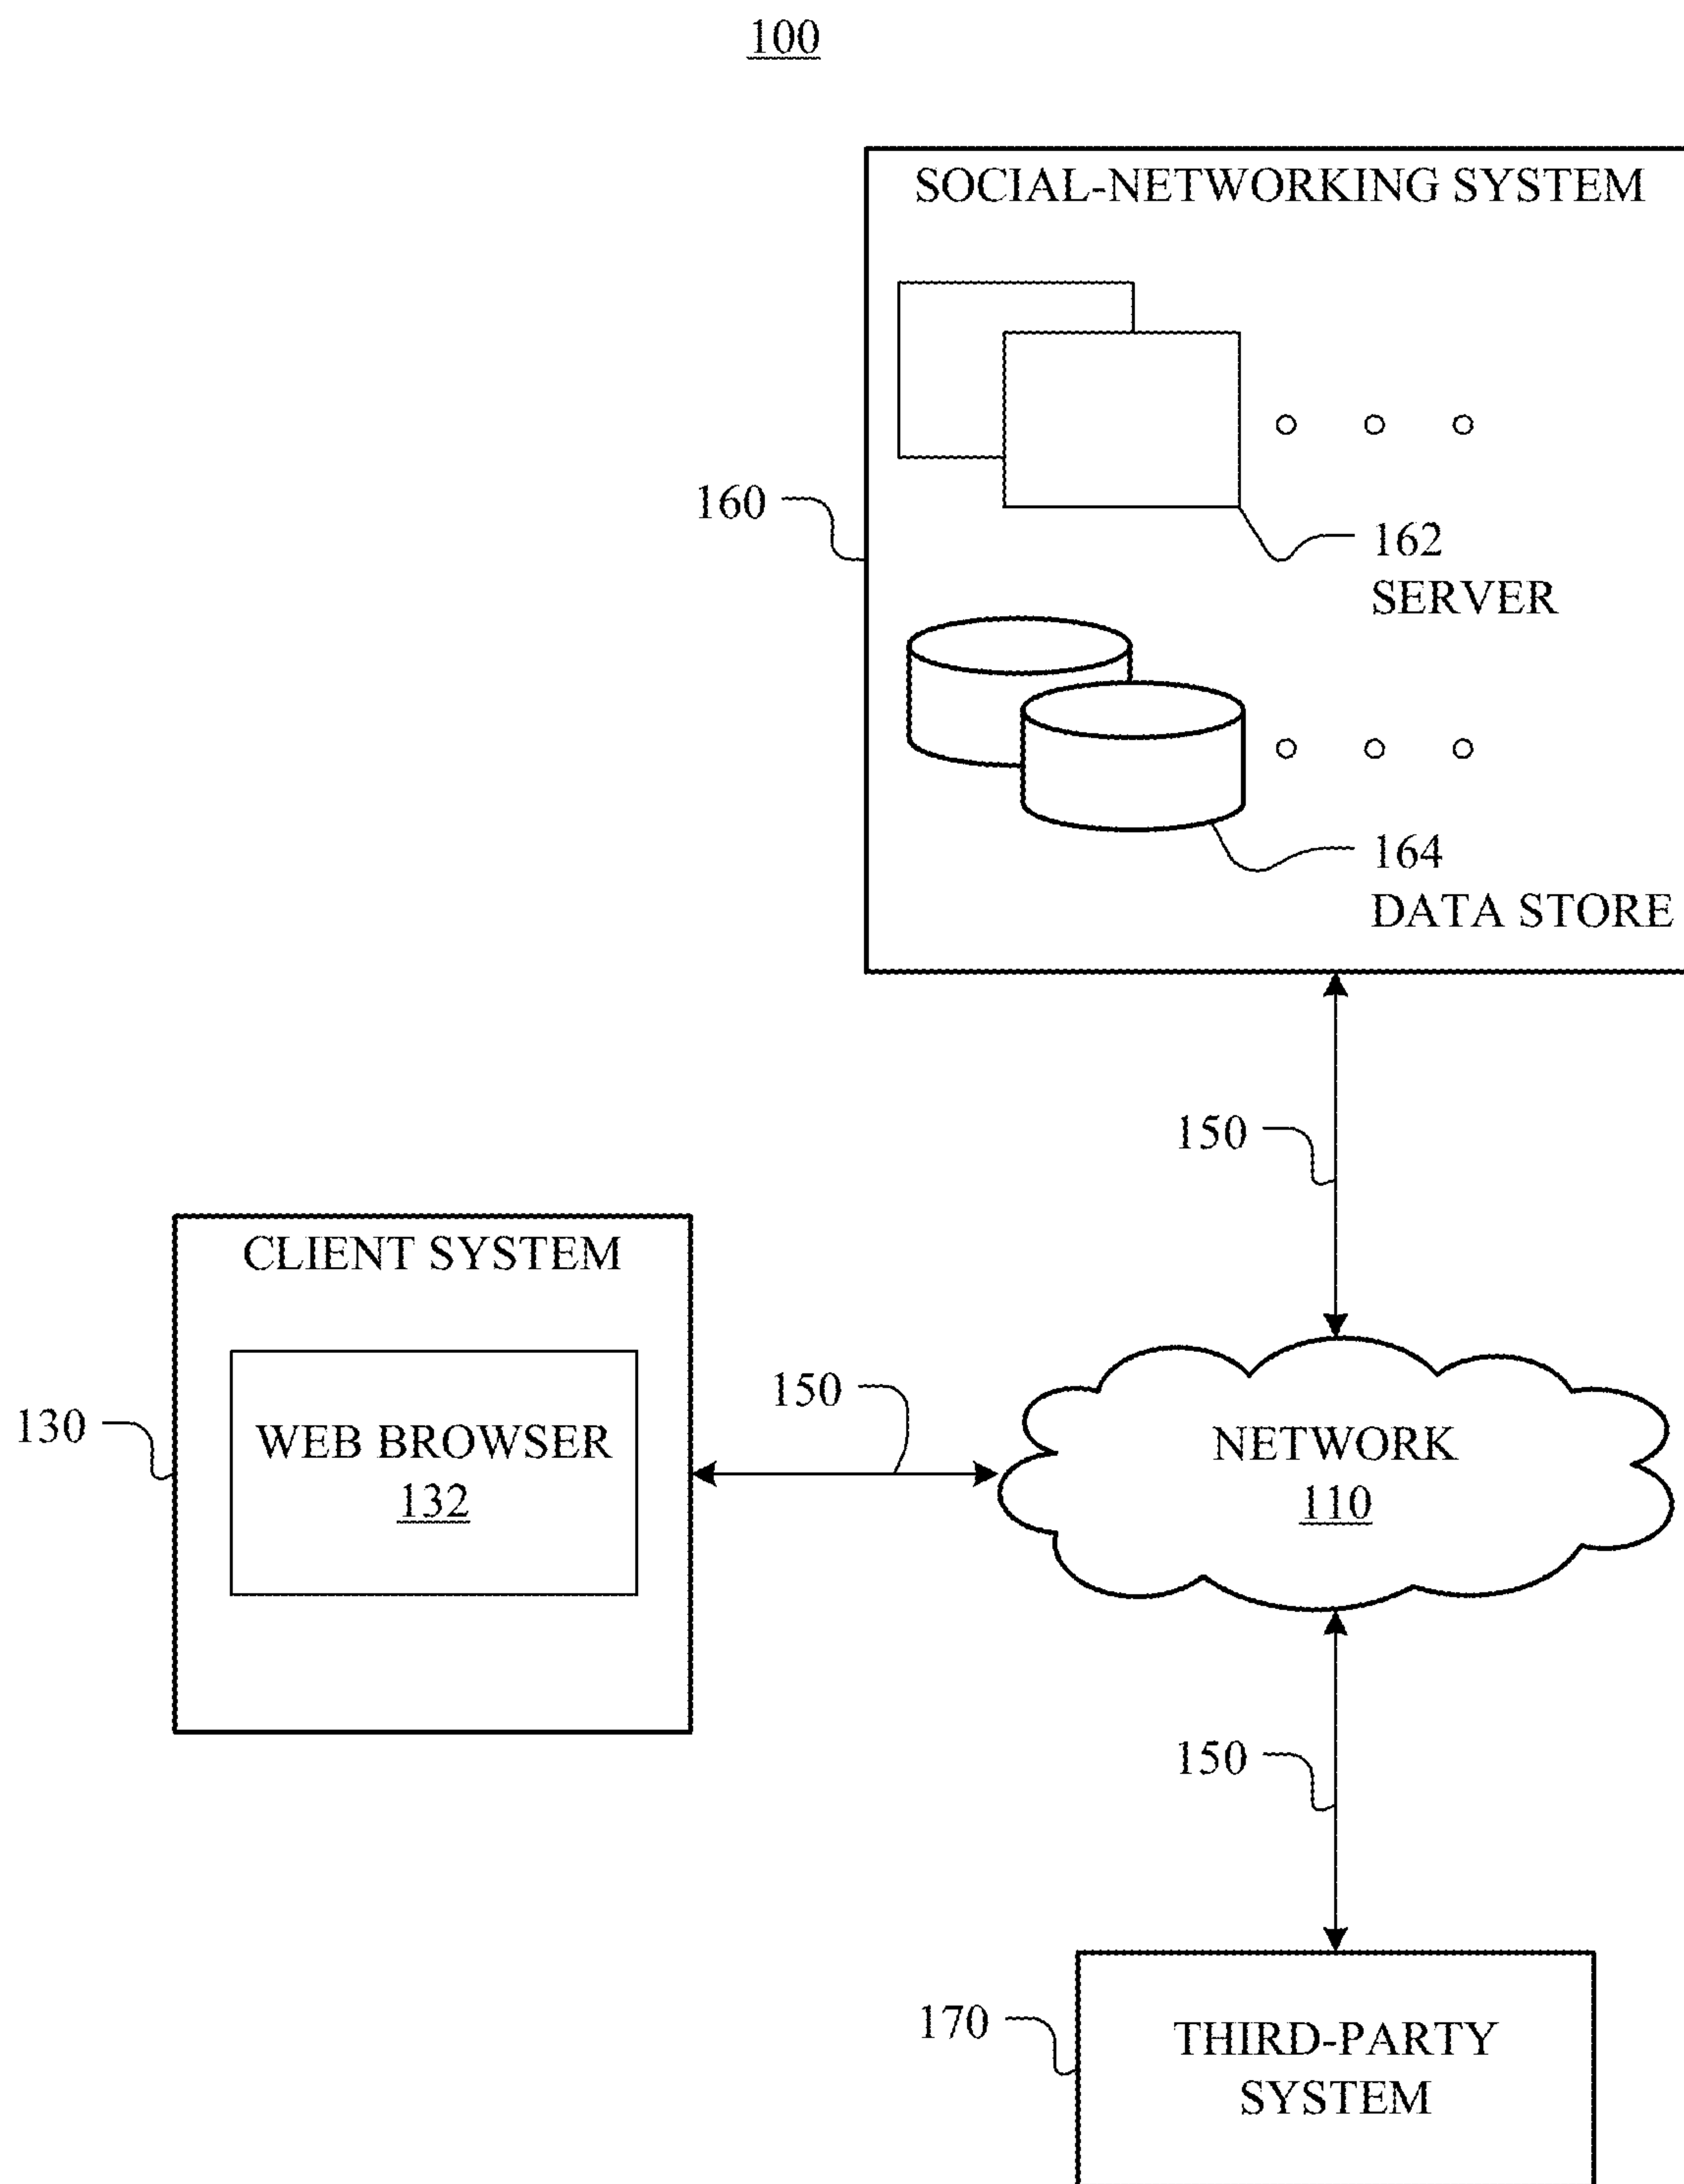 100
SOCIAL-NETWORKING SYSTEM
160
162
SERVER
164
DATA STORE
150
CLIENT SYSTEM
130
WEB BROWSER
132
150
NETWORK
110
150
170
THIRD-PARTY
SYSTEM